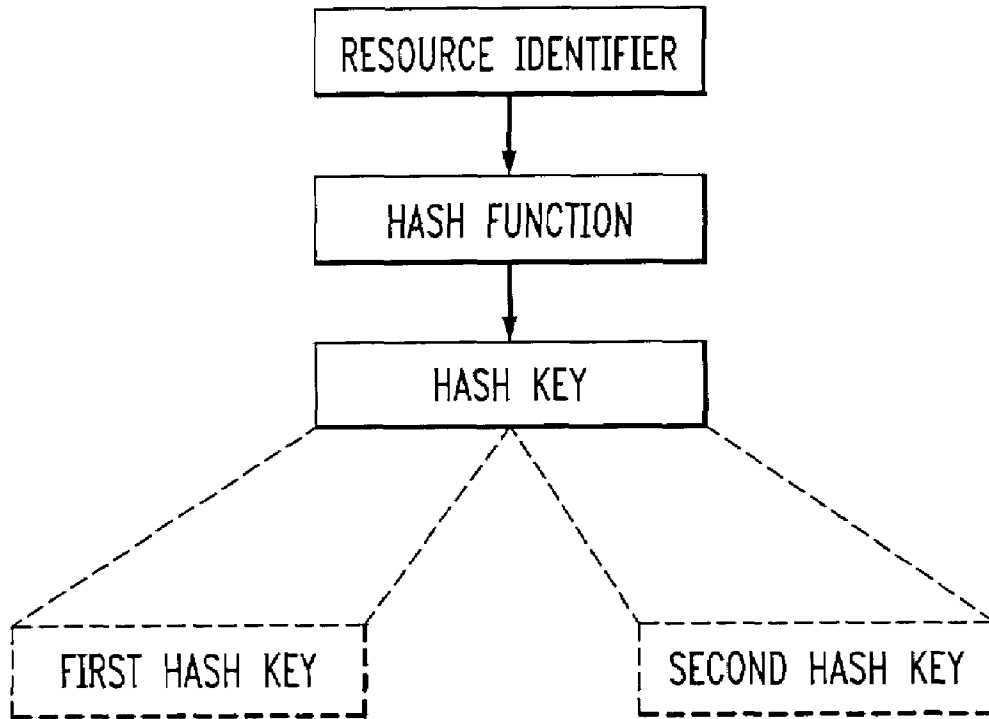 RESOURCE IDENTIFIER
HASH FUNCTION
HASH KEY
FIRST HASH KEY
SECOND HASH KEY